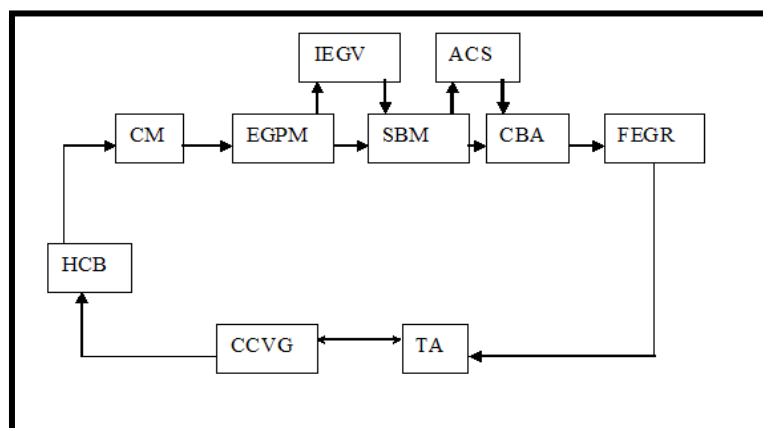 IEGV
ACS
CM
EGPM
SBM
CBA
FEGR
HCB
CCVG
TA